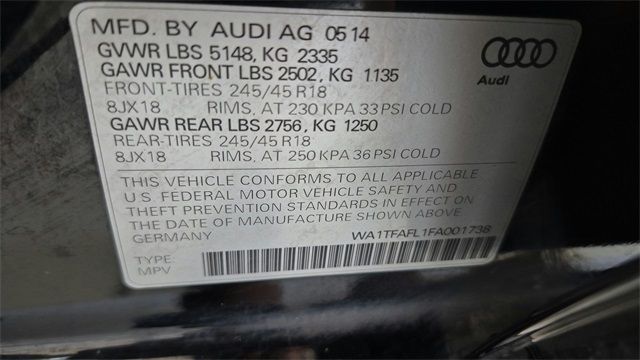 MFD. BY AUDI AG 05 14
GVWR LBS 5148, KG 2335
GAWR FRONT LBS 2502, KG 1135
FRONT-TIRES 245/45 R18
8JX18 RIMS, AT 230 KPA 33 PSI COLD
GAWR REAR LBS 2756, KG 1250
REAR-TIRES 245/45 R18
8JX18 RIMS, AT 250 KPA 36 PSI COLD
Audi
THIS VEHICLE CONFORMS TO ALL APPLICABLE
U.S. FEDERAL MOTOR VEHICLE SAFETY AND
THEFT PREVENTION STANDARDS IN EFFECT ON
THE DATE OF MANUFACTURE SHOWN ABOVE.
GERMANY WA1TFAFL1FA001738
TYPE:
MPV